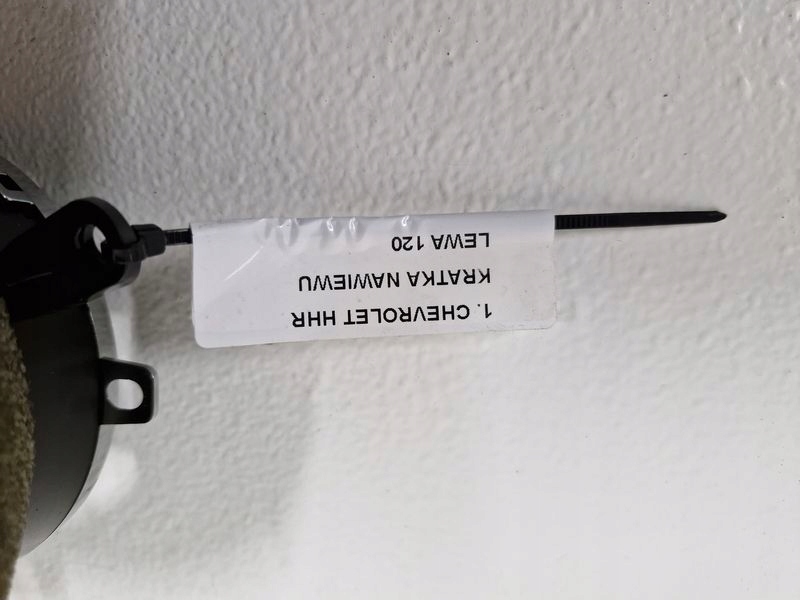 1. CHEVROLET HHR
KRATKA NAWIEWU
LEWA 120